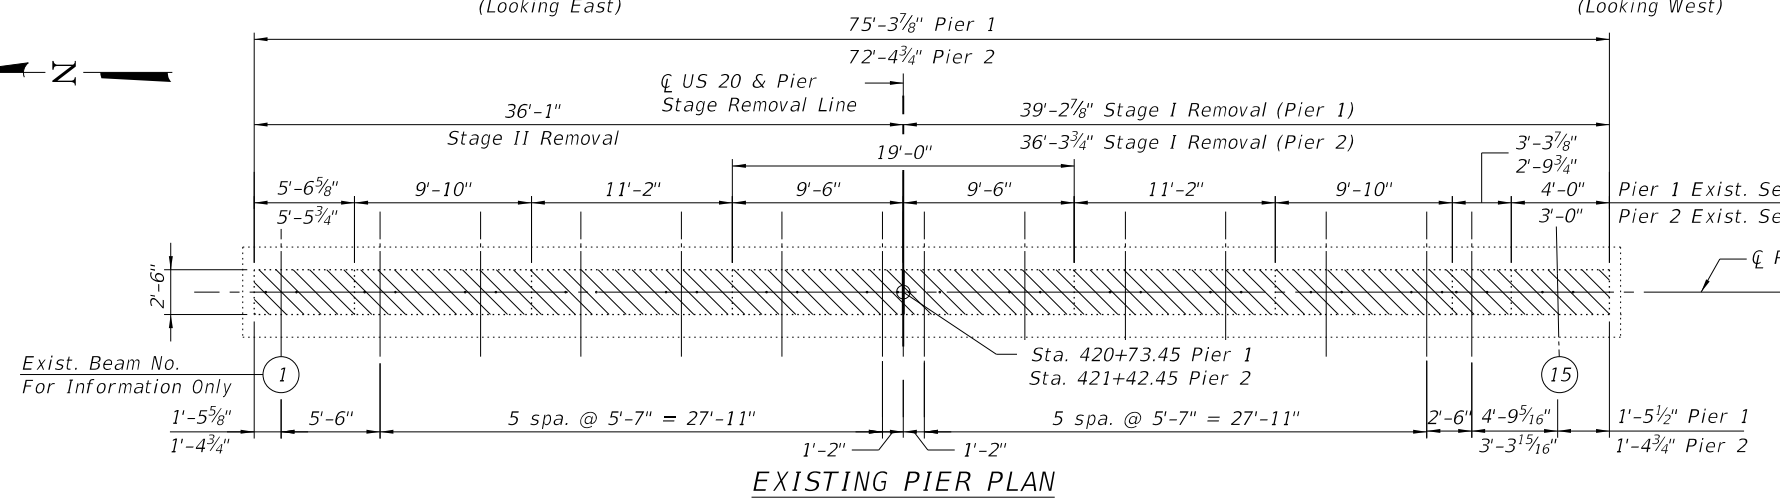 (Looking East)
(Looking West)
75'-3⅞" Pier 1
72'-4¾" Pier 2
N
℄ US 20 & Pier
Stage Removal Line
36'-1"
Stage II Removal
39'-2⅞" Stage I Removal (Pier 1)
36'-3¾" Stage I Removal (Pier 2)
19'-0"
3'-3⅞"
2'-9¾"
5'-6⅝"
5'-5¾"
9'-10"
11'-2"
9'-6"
9'-6"
11'-2"
9'-10"
4'-0"
3'-0"
Pier 1 Exist. Se
Pier 2 Exist. Se
2'-6"
℄
Sta. 420+73.45 Pier 1
Sta. 421+42.45 Pier 2
Exist. Beam No.
For Information Only
1
15
1'-5⅝"
1'-4¾"
5'-6"
5 spa. @ 5'-7" = 27'-11"
1'-2"
1'-2"
5 spa. @ 5'-7" = 27'-11"
2'-6"
4'-9 5/16"
3'-3 15/16"
1'-5½" Pier 1
1'-4¾" Pier 2
EXISTING PIER PLAN